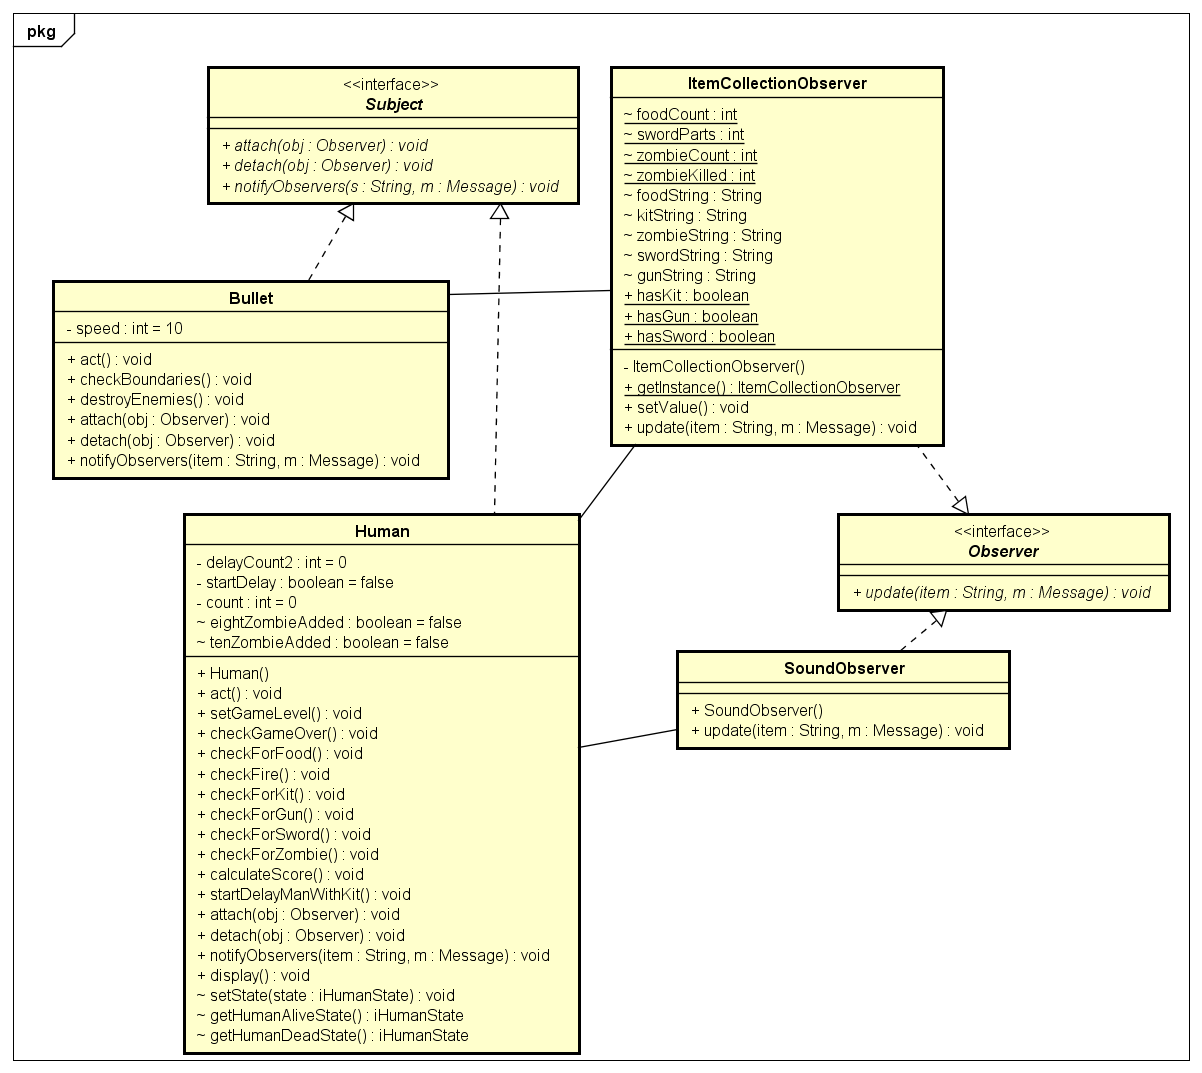 pkg
<<interface>>
Subject
+ attach(obj : Observer) : void
+ detach(obj : Observer) : void
+ notifyObservers(s : String, m : Message) : void
ItemCollectionObserver
~ foodCount : int
~ swordParts : int
~ zombieCount : int
~ zombieKilled : int
~ foodString : String
~ kitString : String
~ zombieString : String
~ swordString : String
~ gunString : String
+ hasKit : boolean
+ hasGun : boolean
+ hasSword : boolean
- ItemCollectionObserver()
+ getInstance() : ItemCollectionObserver
+ setValue() : void
+ update(item : String, m : Message) : void
Bullet
- speed : int = 10
+ act() : void
+ checkBoundaries() : void
+ destroyEnemies() : void
+ attach(obj : Observer) : void
+ detach(obj : Observer) : void
+ notifyObservers(item : String, m : Message) : void
Human
- delayCount2 : int = 0
- startDelay : boolean = false
- count : int = 0
~ eightZombieAdded : boolean = false
~ tenZombieAdded : boolean = false
+ Human()
+ act() : void
+ setGameLevel() : void
+ checkGameOver() : void
+ checkForFood() : void
+ checkFire() : void
+ checkForKit() : void
+ checkForGun() : void
+ checkForSword() : void
+ checkForZombie() : void
+ calculateScore() : void
+ startDelayManWithKit() : void
+ attach(obj : Observer) : void
+ detach(obj : Observer) : void
+ notifyObservers(item : String, m : Message) : void
+ display() : void
~ setState(state : iHumanState) : void
~ getHumanAliveState() : iHumanState
~ getHumanDeadState() : iHumanState
<<interface>>
Observer
+ update(item : String, m : Message) : void
SoundObserver
+ SoundObserver()
+ update(item : String, m : Message) : void